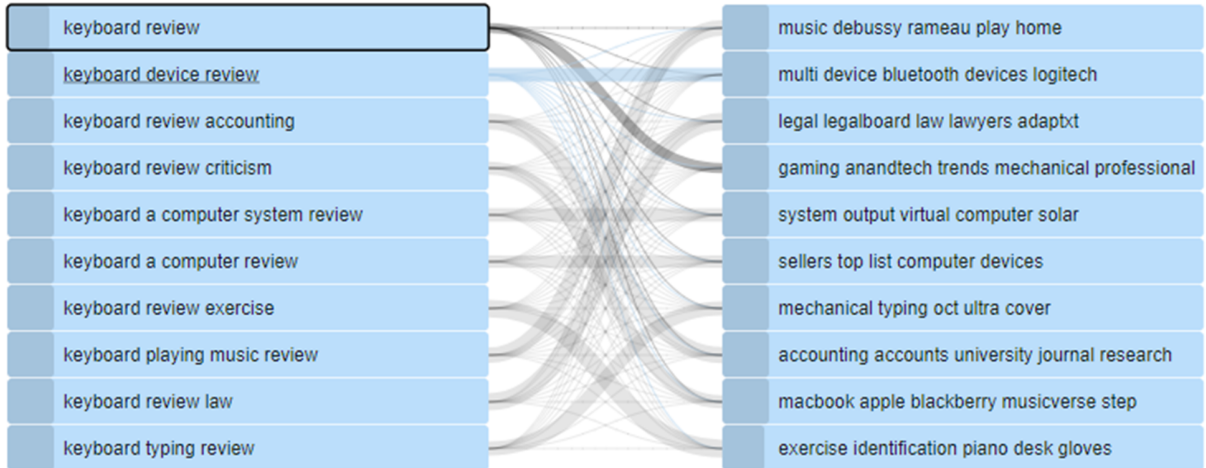 keyboard review
keyboard device review
keyboard review accounting
keyboard review criticism
keyboard a computer system review
keyboard a computer review
keyboard review exercise
keyboard playing music review
keyboard review law
keyboard typing review
music debussy rameau play home
multi device bluetooth devices logitech
legal legalboard law lawyers adaptxt
gaming anandtech trends mechanical professional
system output virtual computer solar
sellers top list computer devices
mechanical typing oct ultra cover
accounting accounts university journal research
macbook apple blackberry musicverse step
exercise identification piano desk gloves